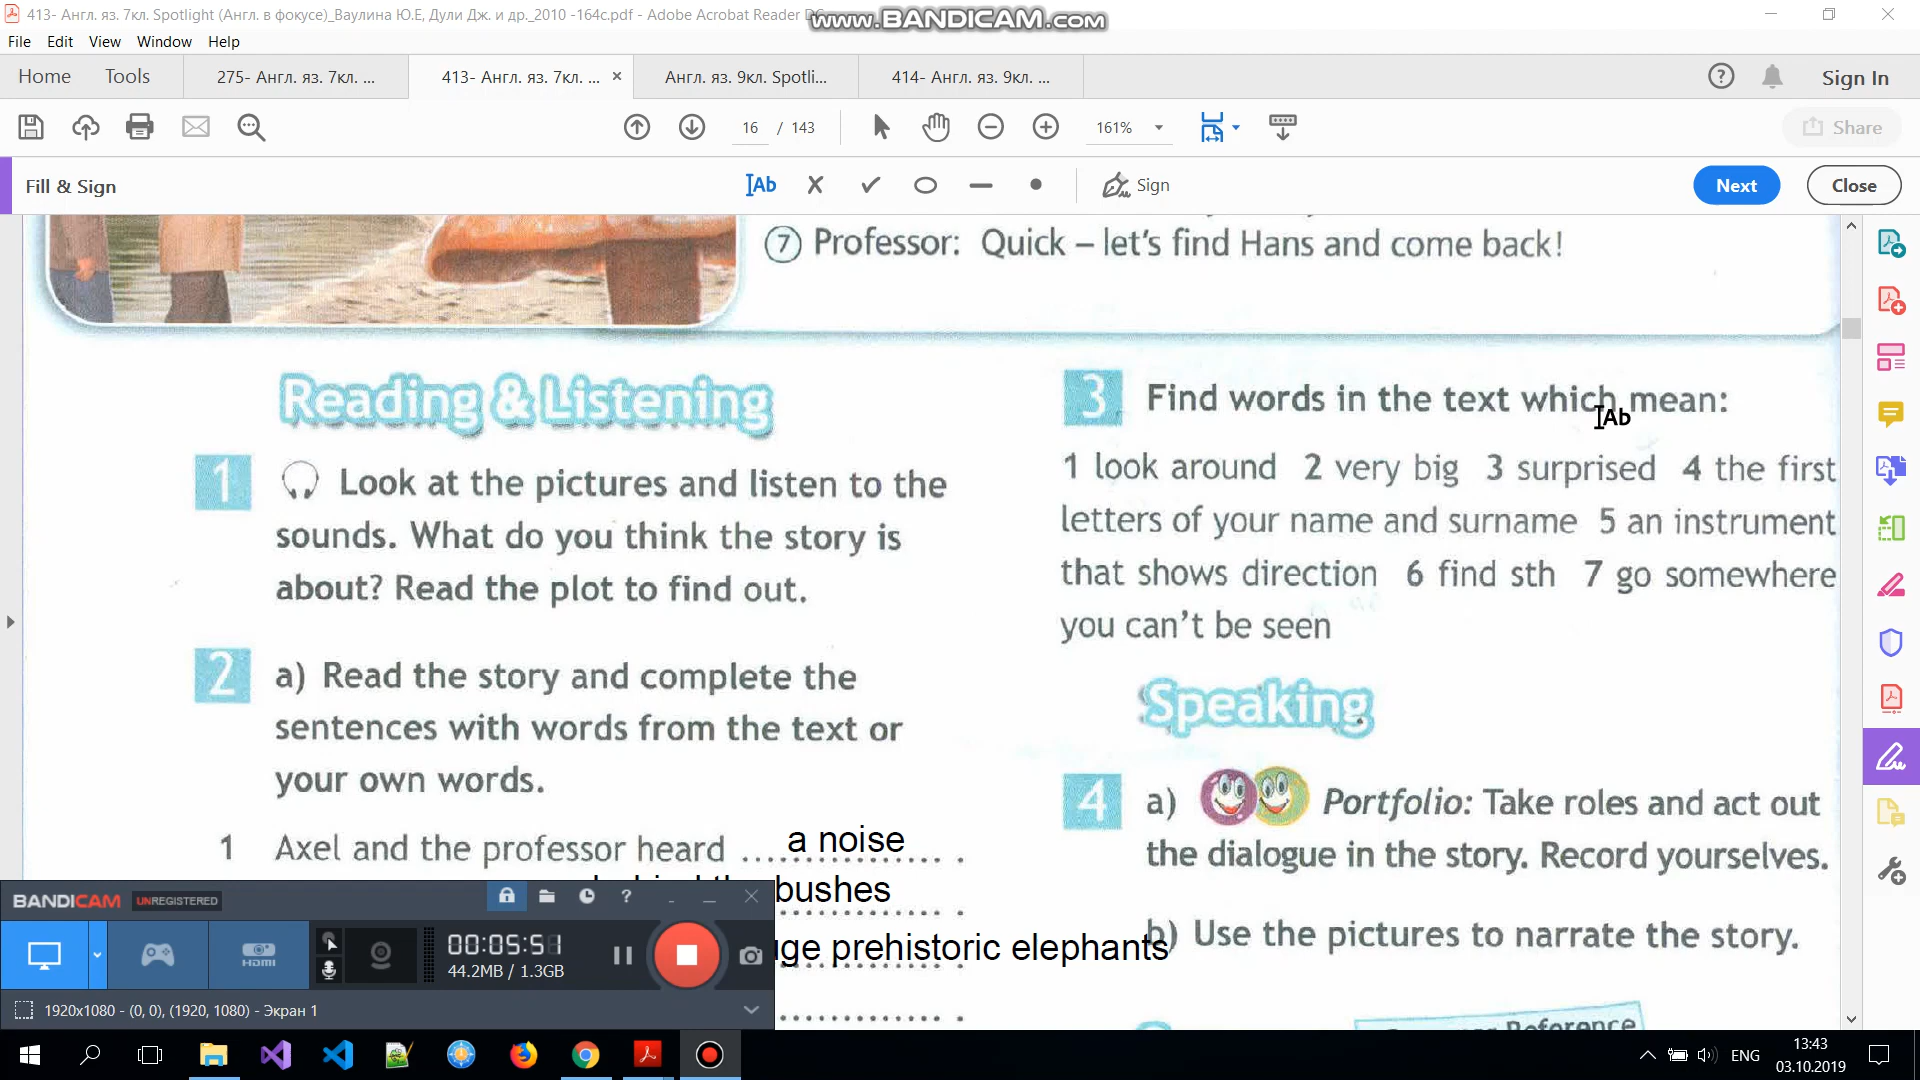 413- Англ. яз. 7кл. Spotlight (Англ. в фокусе)_Ваулина Ю.Е, Дули Дж. и др._2010 -164с.pdf - Adobe Acrobat Reader DC
www.BANDICAM.com
File Edit View Window Help
Home Tools 275- Англ. яз. 7кл. ... 413- Англ. яз. 7кл. ... Англ. яз. 9кл. Spotli... 414- Англ. яз. 9кл. ... Sign In
16 / 143 161% Share
Fill & Sign Ab Sign Next Close
7 Professor: Quick – let's find Hans and come back!
Reading & Listening
1 Look at the pictures and listen to the
sounds. What do you think the story is
about? Read the plot to find out.
2 a) Read the story and complete the
sentences with words from the text or
your own words.
1 Axel and the professor heard a noise
bushes
ge prehistoric elephants
3 Find words in the text which mean:
Ab
1 look around 2 very big 3 surprised 4 the first
letters of your name and surname 5 an instrument
that shows direction 6 find sth 7 go somewhere
you can't be seen
Speaking
4 a) Portfolio: Take roles and act out
the dialogue in the story. Record yourselves.
b) Use the pictures to narrate the story.
BANDICAM UNREGISTERED
HDMI
00:05:51
44.2MB / 1.3GB
1920x1080 - (0, 0), (1920, 1080) - Экран 1
ENG
13:43
03.10.2019